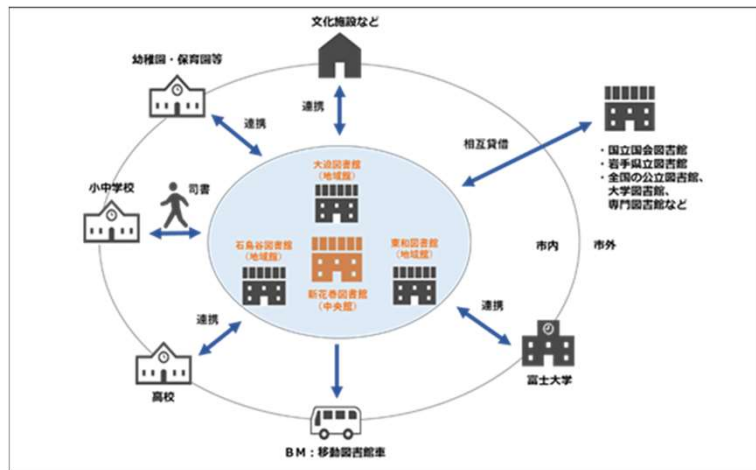 文化施設など
幼稚園・保育園等
連携
連携
相互貸借
・国立国会図書館
・岩手県立図書館
・全国の公立図書館、
大学図書館、
専門図書館など
小中学校
司書
大迫図書館
(地域館)
石鳥谷図書館
(地域館)
東和図書館
(地域館)
新花巻図書館
(中央館)
市内
市外
連携
連携
高校
富士大学
BM:移動図書館車